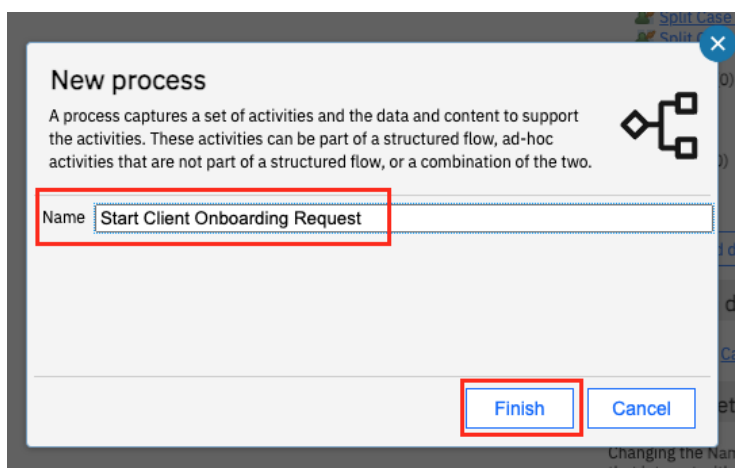 Split Case
Split
New process
0)
A process captures a set of activities and the data and content to support
the activities. These activities can be part of a structured flow, ad-hoc
activities that are not part of a structured flow, or a combination of the two.
Name Start Client Onboarding Request
Finish Cancel
Changing the Nam